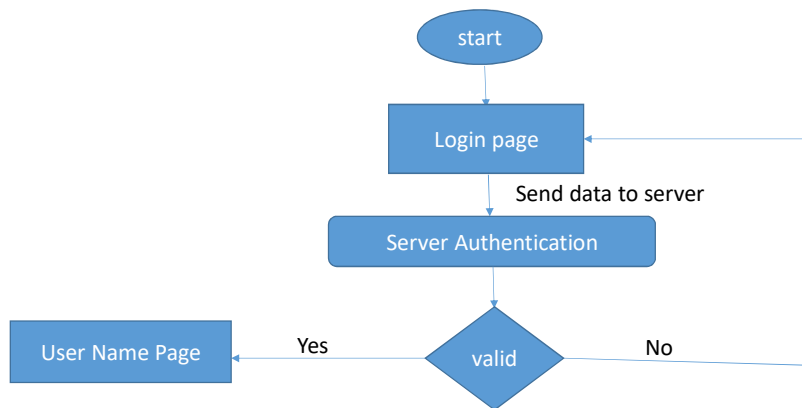 start
Login page
Send data to server
Server Authentication
User Name Page
Yes
valid
No